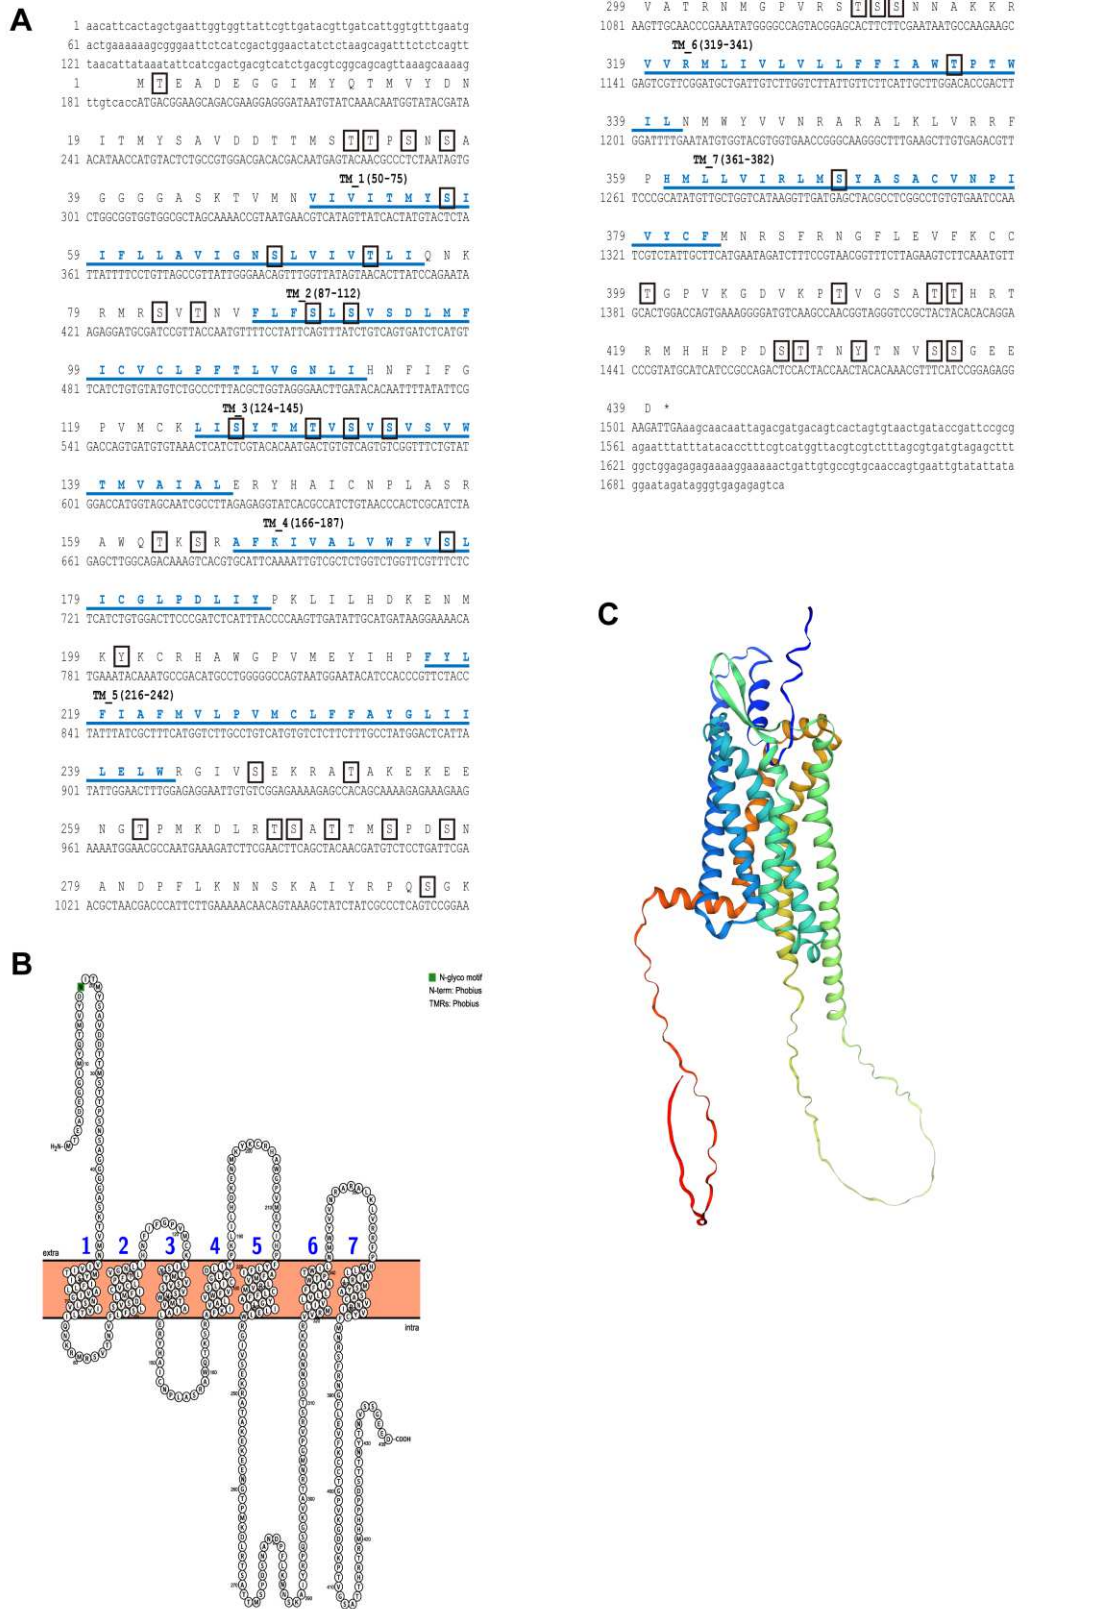 A
1 aacattcactagctgaattggtggttattcgttgatacgttgatcattggtgtttgaatg
61 actgaaaaaagcgggaattctcatcgactggaactatctctaagcagatttctctcagtt
121 taacattataaatattcatcgactgacgtcatctgacgtcggcagcagttaaagcaaaag
1 M T E A D E G G I M Y Q T M V Y D N
181 ttgtcaccATGACGGAAGCAGACGAAGGAGGGATAATGTATCAAACAATGGTATACGATA
19 I T M Y S A V D D T T M S T T P S N S A
241 ACATAACCATGTACTCTGCCGTGGACGACACGACAATGAGTACAACGCCCTCTAATAGTG
TM_1(50-75)
39 G G G G A S K T V M N V I V I T M Y S I
301 CTGGCGGTGGTGGCGCTAGCAAAACCGTAATGAACGTCATAGTTATCACTATGTACTCTA
59 I F L L A V I G N S L V I V T L I Q N K
361 TTATTTTCCTGTTAGCCGTTATTGGGAACAGTTTGGTTATAGTAACACTTATCCAGAATA
TM_2(87-112)
79 R M R S V T N V F L F S L S V S D L M F
421 AGAGGATGCGATCCGTTACCAATGTTTTCCTATTCAGTTTATCTGTCAGTGATCTCATGT
99 I C V C L P F T L V G N L I H N F I F G
481 TCATCTGTGTATGTCTGCCCTTTACGCTGGTAGGGAACTTGATACACAATTTTATATTCG
TM_3(124-145)
119 P V M C K L I S Y T M T V S V S V S V W
541 GACCAGTGATGTGTAAACTCATCTCGTACACAATGACTGTGTCAGTGTCGGTTTCTGTAT
139 T M V A I A L E R Y H A I C N P L A S R
601 GGACCATGGTAGCAATCGCCTTAGAGAGGTATCACGCCATCTGTAACCCACTCGCATCTA
TM_4(166-187)
159 A W Q T K S R A F K I V A L V W F V S L
661 GAGCTTGGCAGACAAAGTCACGTGCATTCAAAATTGTCGCTCTGGTCTGGTTCGTTTCTC
179 I C G L P D L I Y P K L I L H D K E N M
721 TCATCTGTGGACTTCCCGATCTCATTTACCCCAAGTTGATATTGCATGATAAGGAAAACA
199 K Y K C R H A W G P V M E Y I H P F Y L
781 TGAAATACAAATGCCGACATGCCTGGGGGCCAGTAATGGAATACATCCACCCGTTCTACC
TM_5(216-242)
219 F I A F M V L P V M C L F F A Y G L I I
841 TATTTATCGCTTTCATGGTCTTGCCTGTCATGTGTCTCTTCTTTGCCTATGGACTCATTA
239 L E L W R G I V S E K R A T A K E K E E
901 TATTGGAACTTTGGAGAGGAATTGTGTCGGAGAAAAGAGCCACAGCAAAAGAGAAAGAAG
259 N G T P M K D L R T S A T T M S P D S N
961 AAAATGGAACGCCAATGAAAGATCTTCGAACTTCAGCTACAACGATGTCTCCTGATTCGA
279 A N D P F L K N N S K A I Y R P Q S G K
1021 ACGCTAACGACCCATTCTTGAAAAACAACAGTAAAGCTATCTATCGCCCTCAGTCCGGAA
299 V A T R N M G P V R S T S S N N A K K R
1081 AAGTTGCAACCCGAAATATGGGGCCAGTACGGAGCACTTCTTCGAATAATGCCAAGAAGC
TM_6(319-341)
319 V V R M L I V L V L L F F I A W T P T W
1141 GAGTCGTTCGGATGCTGATTGTCTTGGTCTTATTGTTCTTCATTGCTTGGACACCGACTT
339 I L N M W Y V V N R A R A L K L V R R F
1201 GGATTTTGAATATGTGGTACGTGGTGAACCGGGCAAGGGCTTTGAAGCTTGTGAGACGTT
TM_7(361-382)
359 P H M L L V I R L M S Y A S A C V N P I
1261 TCCCGCATATGTTGCTGGTCATAAGGTTGATGAGCTACGCCTCGGCCTGTGTGAATCCAA
379 V Y C F M N R S F R N G F L E V F K C C
1321 TCGTCTATTGCTTCATGAATAGATCTTTCCGTAACGGTTTCTTAGAAGTCTTCAAATGTT
399 T G P V K G D V K P T V G S A T T H R T
1381 GCACTGGACCAGTGAAAGGGGATGTCAAGCCAACGGTAGGGTCCGCTACTACACACAGGA
419 R M H H P P D S T T N Y T N V S S G E E
1441 CCCGTATGCATCATCCGCCAGACTCCACTACCAACTACACAAACGTTTCATCCGGAGAGG
439 D *
1501 AAGATTGAaagcaacaattagacgatgacagtcactagtgtaactgataccgattccgcg
1561 agaatttatttatacacctttcgtcatggttacgtcgtctttagcgtgatgtagagcttt
1621 ggctggagagagaaaaggaaaaactgattgtgccgtgcaaccagtgaattgtatattata
1681 ggaatagatagggtgagagagtca
B
N-glyco motif
N-term: Phobius
TMRs: Phobius
H₂N-
extra
1 2 3 4 5 6 7
intra
-COOH
C